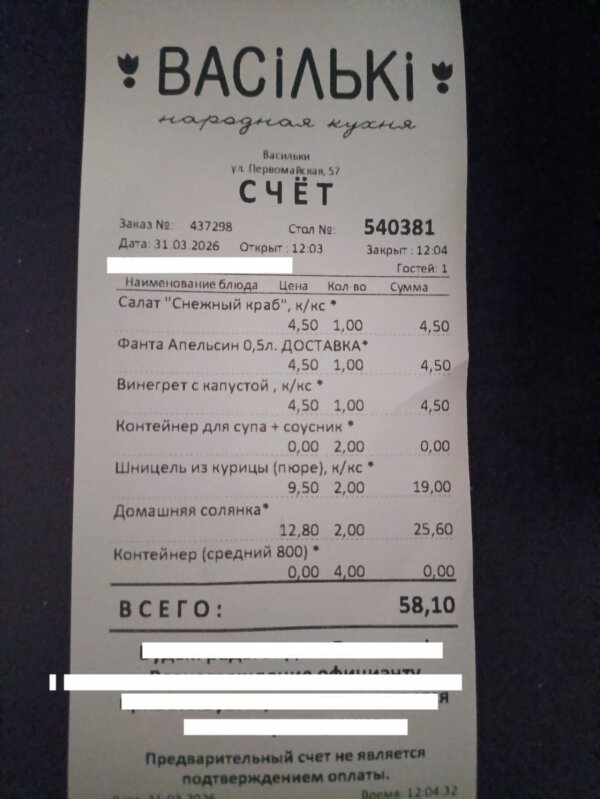 ВАСіЛЬКі
народная кухня
Васильки
ул. Первомайская, 57
СЧЁТ
Заказ №: 437298 Стол №: 540381
Дата: 31.03.2026 Открыт : 12:03 Закрыт : 12:04
Гостей: 1
Наименование блюда Цена Кол-во Сумма
Салат "Снежный краб", к/кс *
4,50 1,00 4,50
Фанта Апельсин 0,5л. ДОСТАВКА*
4,50 1,00 4,50
Винегрет с капустой , к/кс *
4,50 1,00 4,50
Контейнер для супа + соусник *
0,00 2,00 0,00
Шницель из курицы (пюре), к/кс *
9,50 2,00 19,00
Домашняя солянка*
12,80 2,00 25,60
Контейнер (средний 800) *
0,00 4,00 0,00
ВСЕГО: 58,10
официанту
Предварительный счет не является
подтверждением оплаты.
31.03.2026 Время: 12:04:32